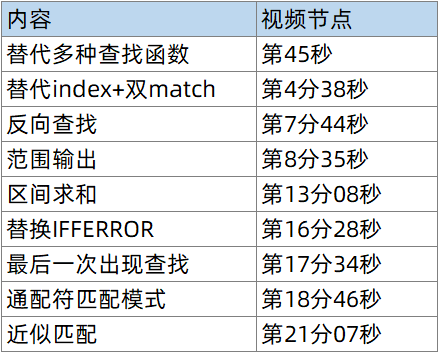 内容 视频节点
替代多种查找函数 第45秒
替代index+双match 第4分38秒
反向查找 第7分44秒
范围输出 第8分35秒
区间求和 第13分08秒
替换IFFERROR 第16分28秒
最后一次出现查找 第17分34秒
通配符匹配模式 第18分46秒
近似匹配 第21分07秒